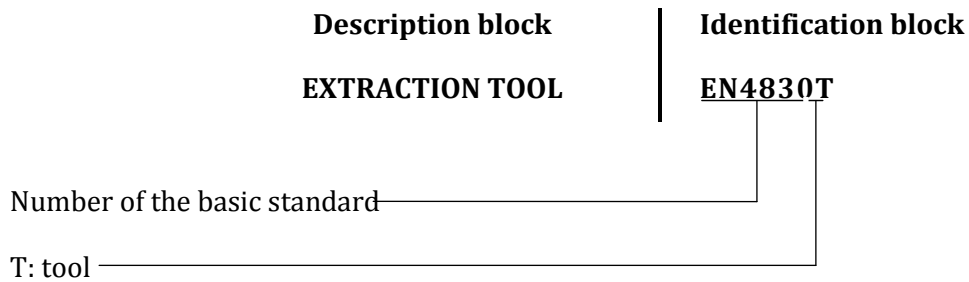 Description block Identification block
EXTRACTION TOOL EN4830T
Number of the basic standard
T: tool